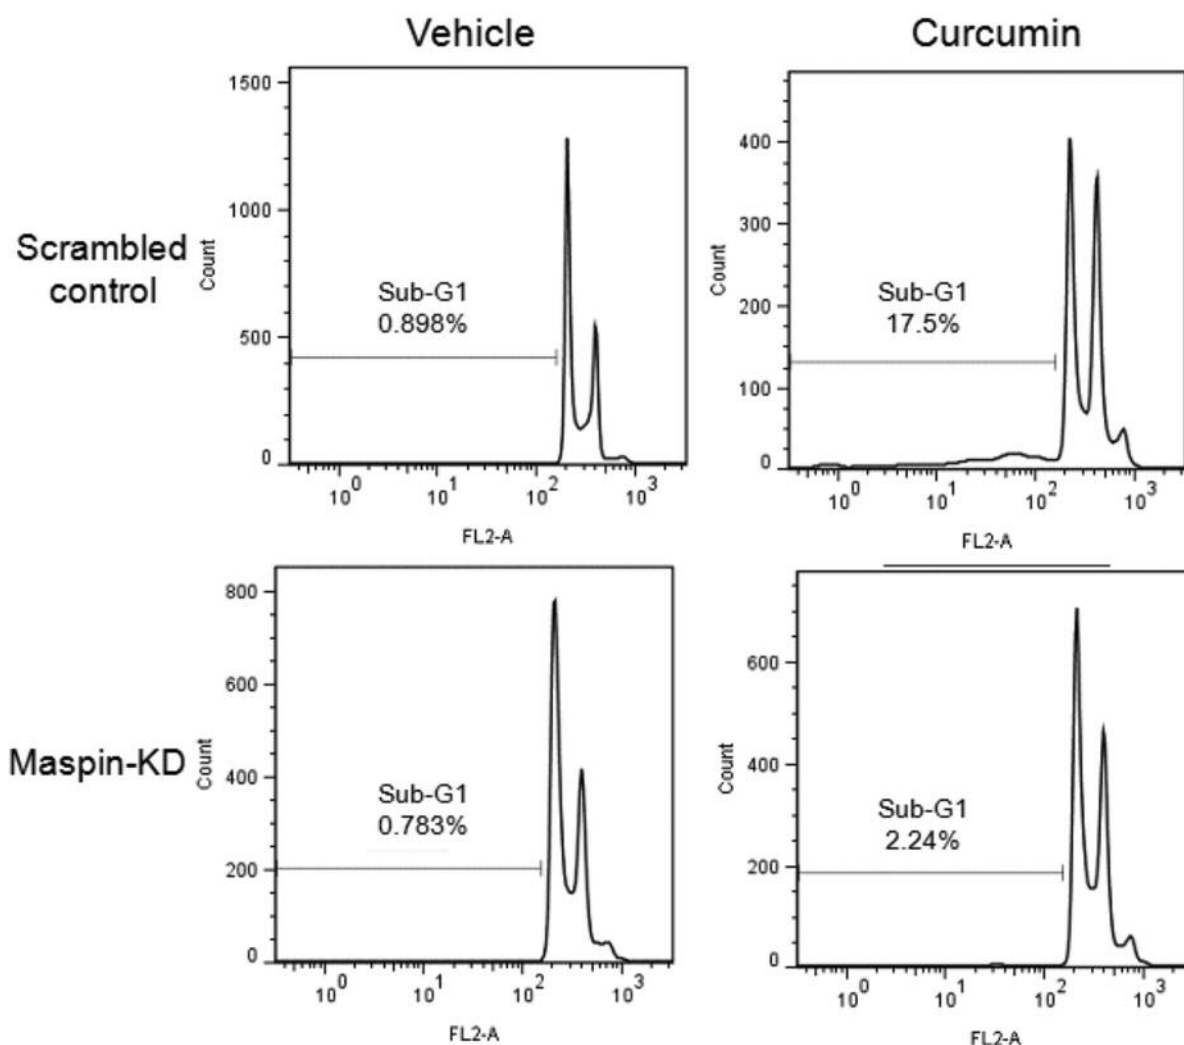 Vehicle
Curcumin
Scrambled
control
Count
1500
1000
500
0
Sub-G1
0.898%
10^0 10^1 10^2 10^3
FL2-A
Count
400
300
200
100
0
Sub-G1
17.5%
10^0 10^1 10^2 10^3
FL2-A
Maspin-KD
Count
800
600
400
200
0
Sub-G1
0.783%
10^0 10^1 10^2 10^3
FL2-A
Count
600
400
200
0
Sub-G1
2.24%
10^0 10^1 10^2 10^3
FL2-A